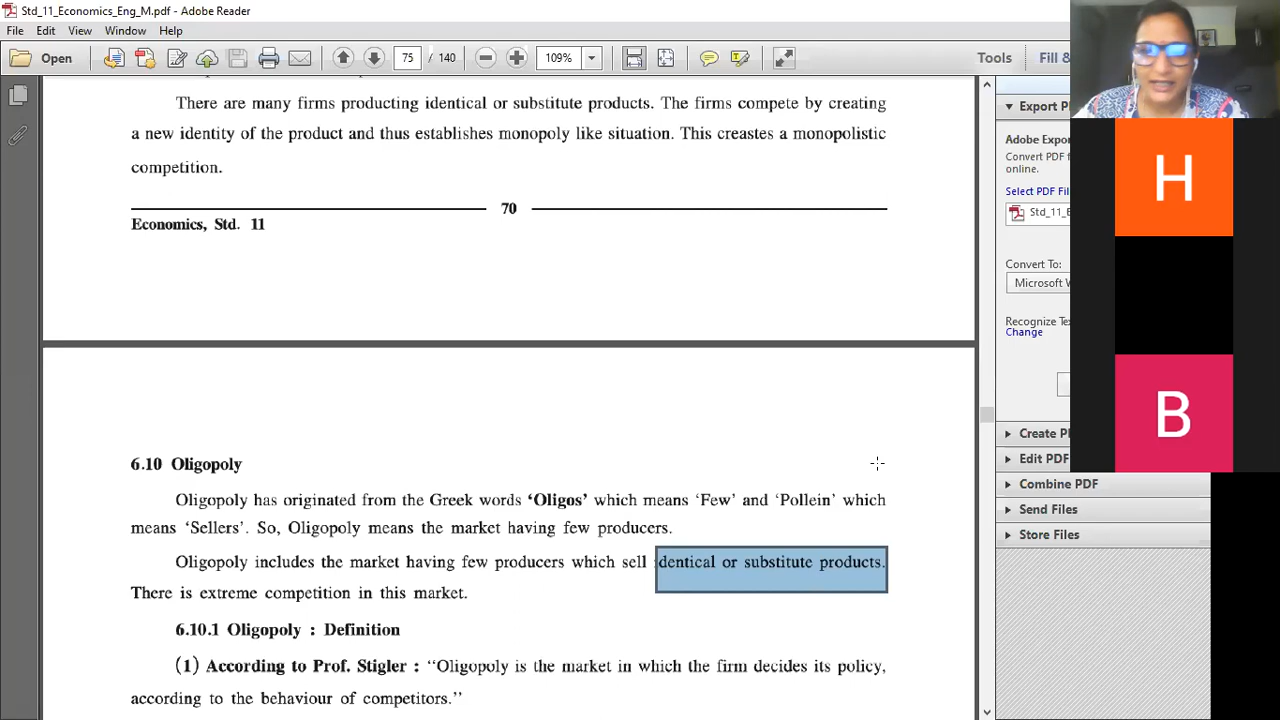 Std_11_Economics_Eng_M.pdf - Adobe Reader
File Edit View Window Help
Open 75 / 140 109% Tools Fill &
There are many firms producting identical or substitute products. The firms compete by creating
a new identity of the product and thus establishes monopoly like situation. This creastes a monopolistic
competition.
70
Economics, Std. 11
6.10 Oligopoly
Oligopoly has originated from the Greek words ‘Oligos’ which means ‘Few’ and ‘Pollein’ which
means ‘Sellers’. So, Oligopoly means the market having few producers.
Oligopoly includes the market having few producers which sell identical or substitute products.
There is extreme competition in this market.
6.10.1 Oligopoly : Definition
(1) According to Prof. Stigler : ‘‘Oligopoly is the market in which the firm decides its policy,
according to the behaviour of competitors.’’
Export P
Adobe Expor
Convert PDF f
online.
Select PDF Fil
Std_11_E
Convert To:
Microsoft W
Recognize Tex
Change
Create P
Edit PDF
Combine PDF
Send Files
Store Files
H
B